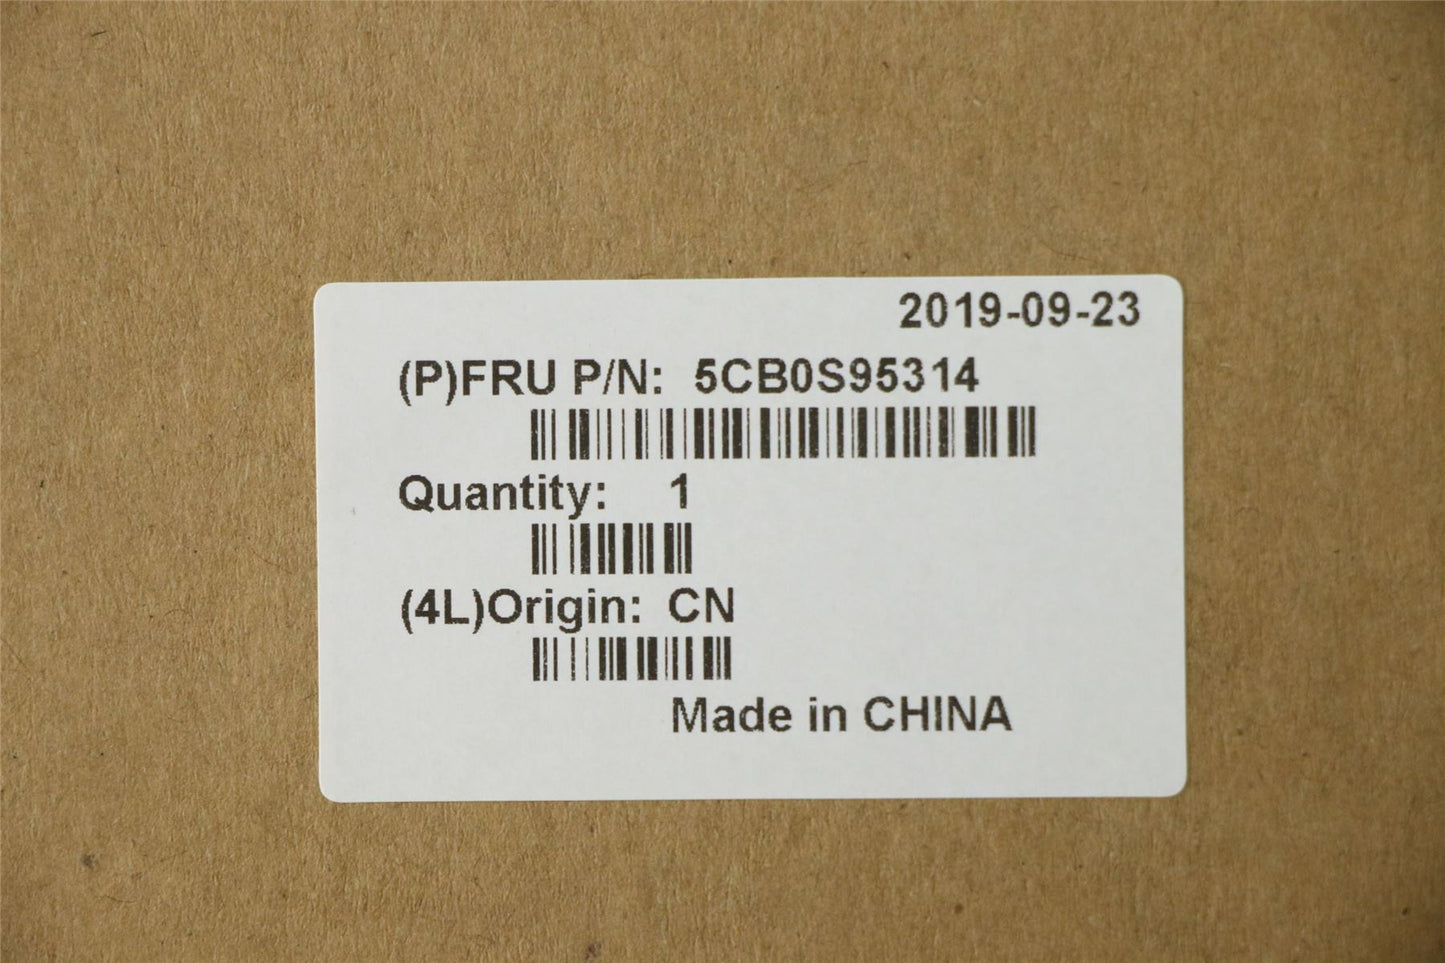 2019-09-23
(P)FRU P/N: 5CB0S95314
Quantity: 1
(4L)Origin: CN
Made in CHINA